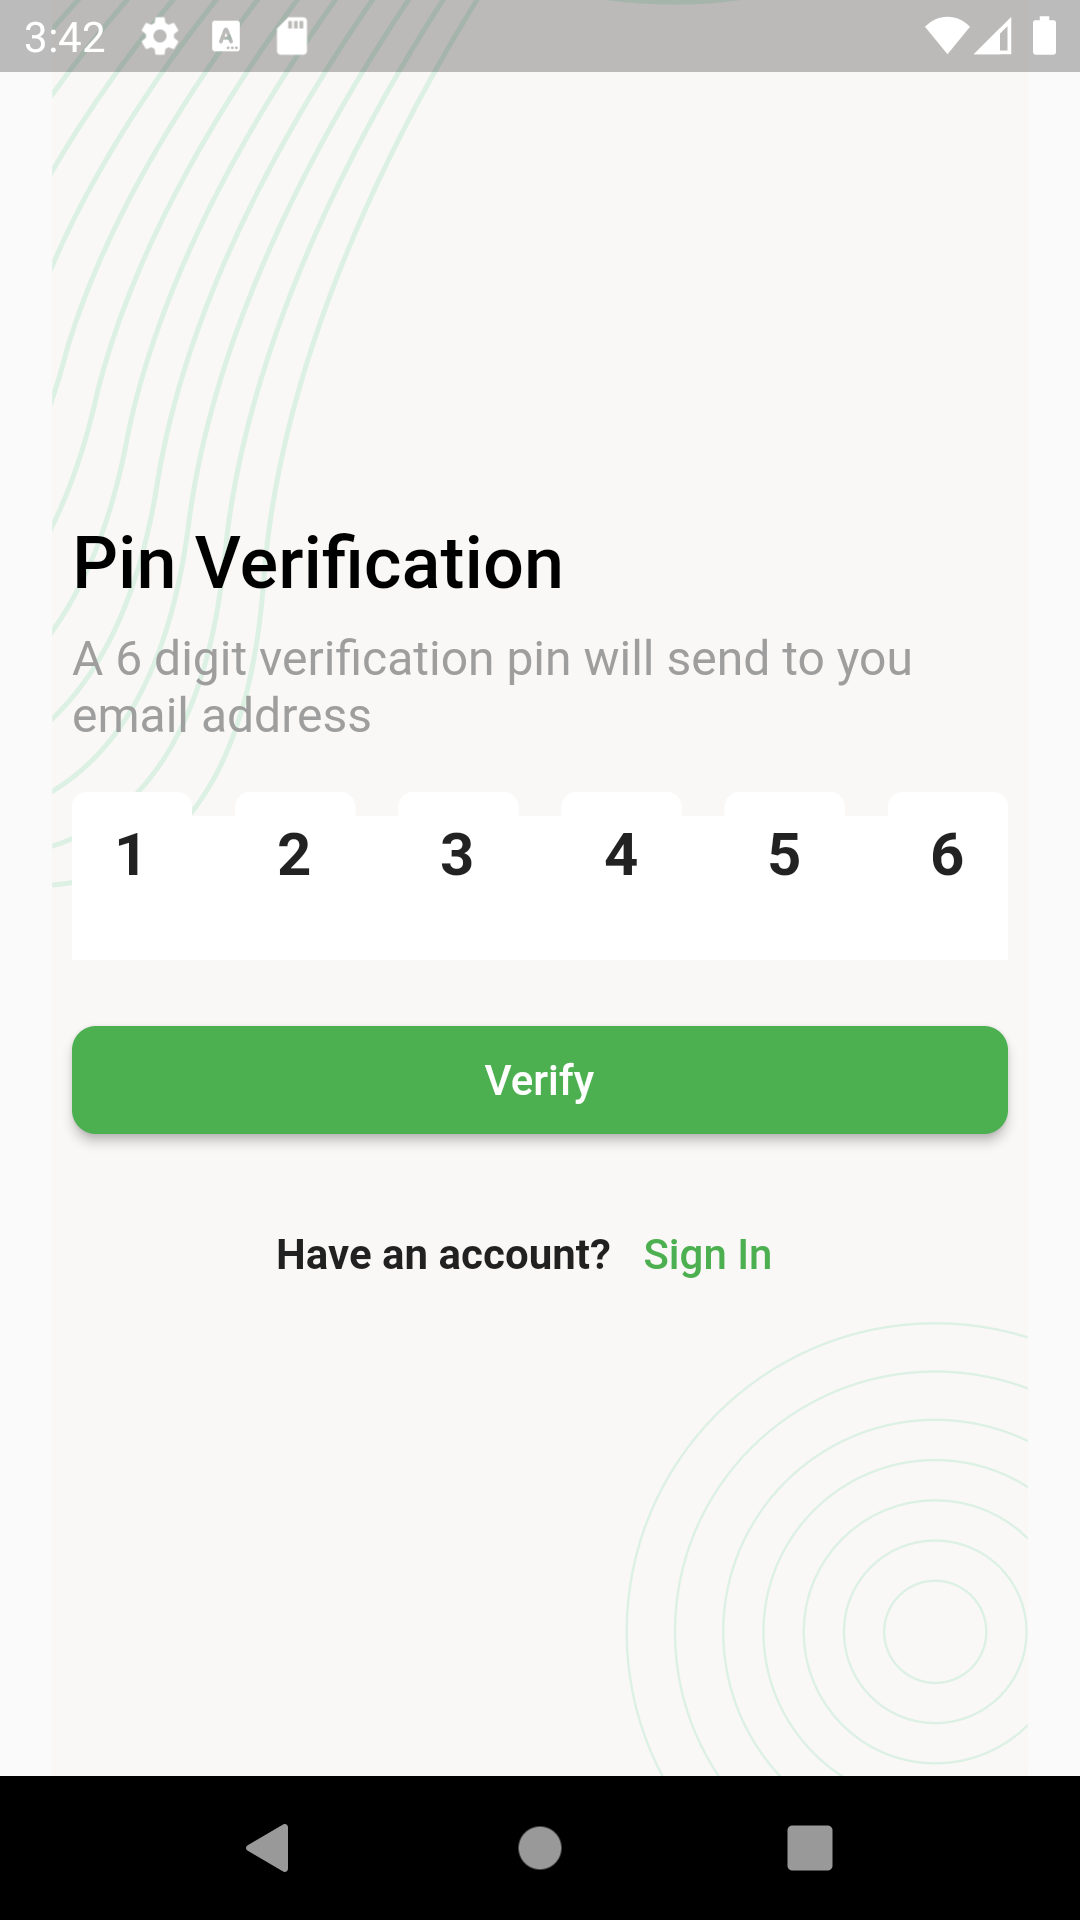 3:42
Pin Verification
A 6 digit verification pin will send to you
email address
1 2 3 4 5 6
Verify
Have an account? Sign In